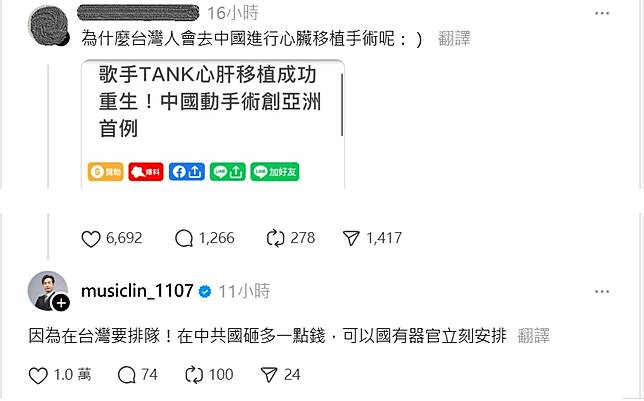 16小時
為什麼台灣人會去中國進行心臟移植手術呢：） 翻譯
歌手TANK心肝移植成功
重生！中國動手術創亞洲
首例
贊助 爆料 加好友
6,692 1,266 278 1,417
musiclin_1107 11小時
因為在台灣要排隊！在中共國砸多一點錢，可以國有器官立刻安排 翻譯
1.0 萬 74 100 24